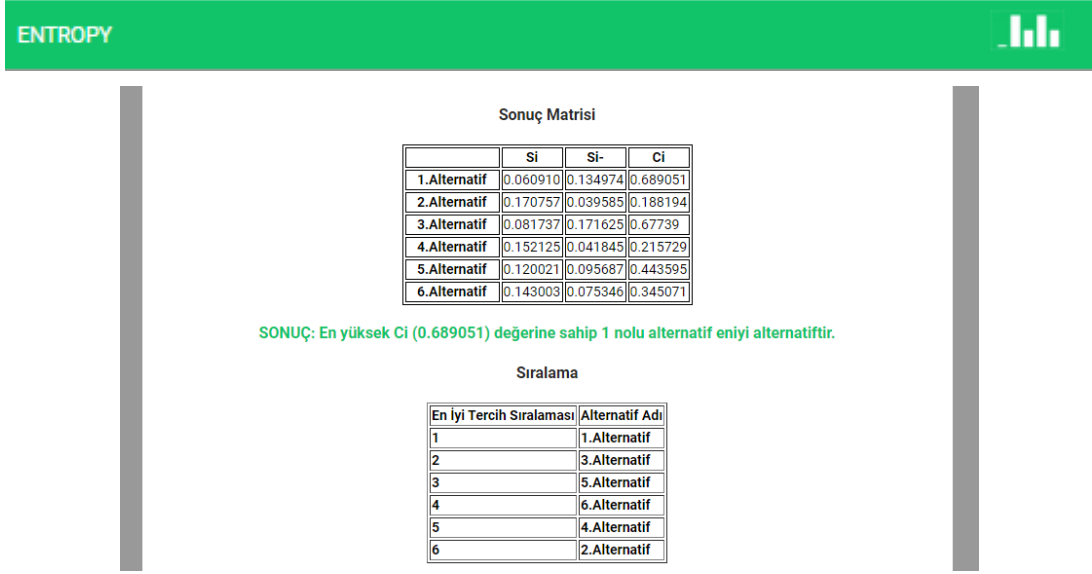 ENTROPY
Sonuç Matrisi
Si Si- Ci
1.Alternatif 0.060910 0.134974 0.689051
2.Alternatif 0.170757 0.039585 0.188194
3.Alternatif 0.081737 0.171625 0.67739
4.Alternatif 0.152125 0.041845 0.215729
5.Alternatif 0.120021 0.095687 0.443595
6.Alternatif 0.143003 0.075346 0.345071
SONUÇ: En yüksek Ci (0.689051) değerine sahip 1 nolu alternatif eniyi alternatiftir.
Sıralama
En İyi Tercih Sıralaması Alternatif Adı
1 1.Alternatif
2 3.Alternatif
3 5.Alternatif
4 6.Alternatif
5 4.Alternatif
6 2.Alternatif